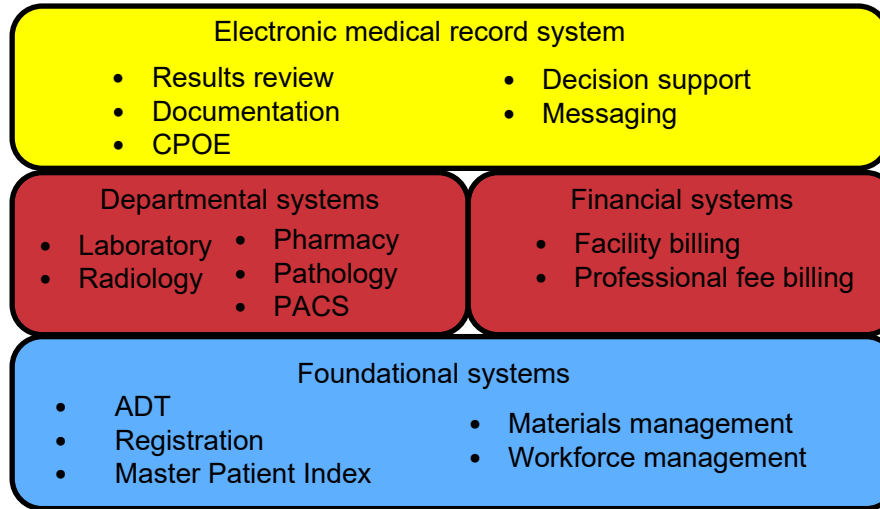 Electronic medical record system
• Results review
• Documentation
• CPOE
• Decision support
• Messaging
Departmental systems
• Laboratory
• Radiology
• Pharmacy
• Pathology
• PACS
Financial systems
• Facility billing
• Professional fee billing
Foundational systems
• ADT
• Registration
• Master Patient Index
• Materials management
• Workforce management